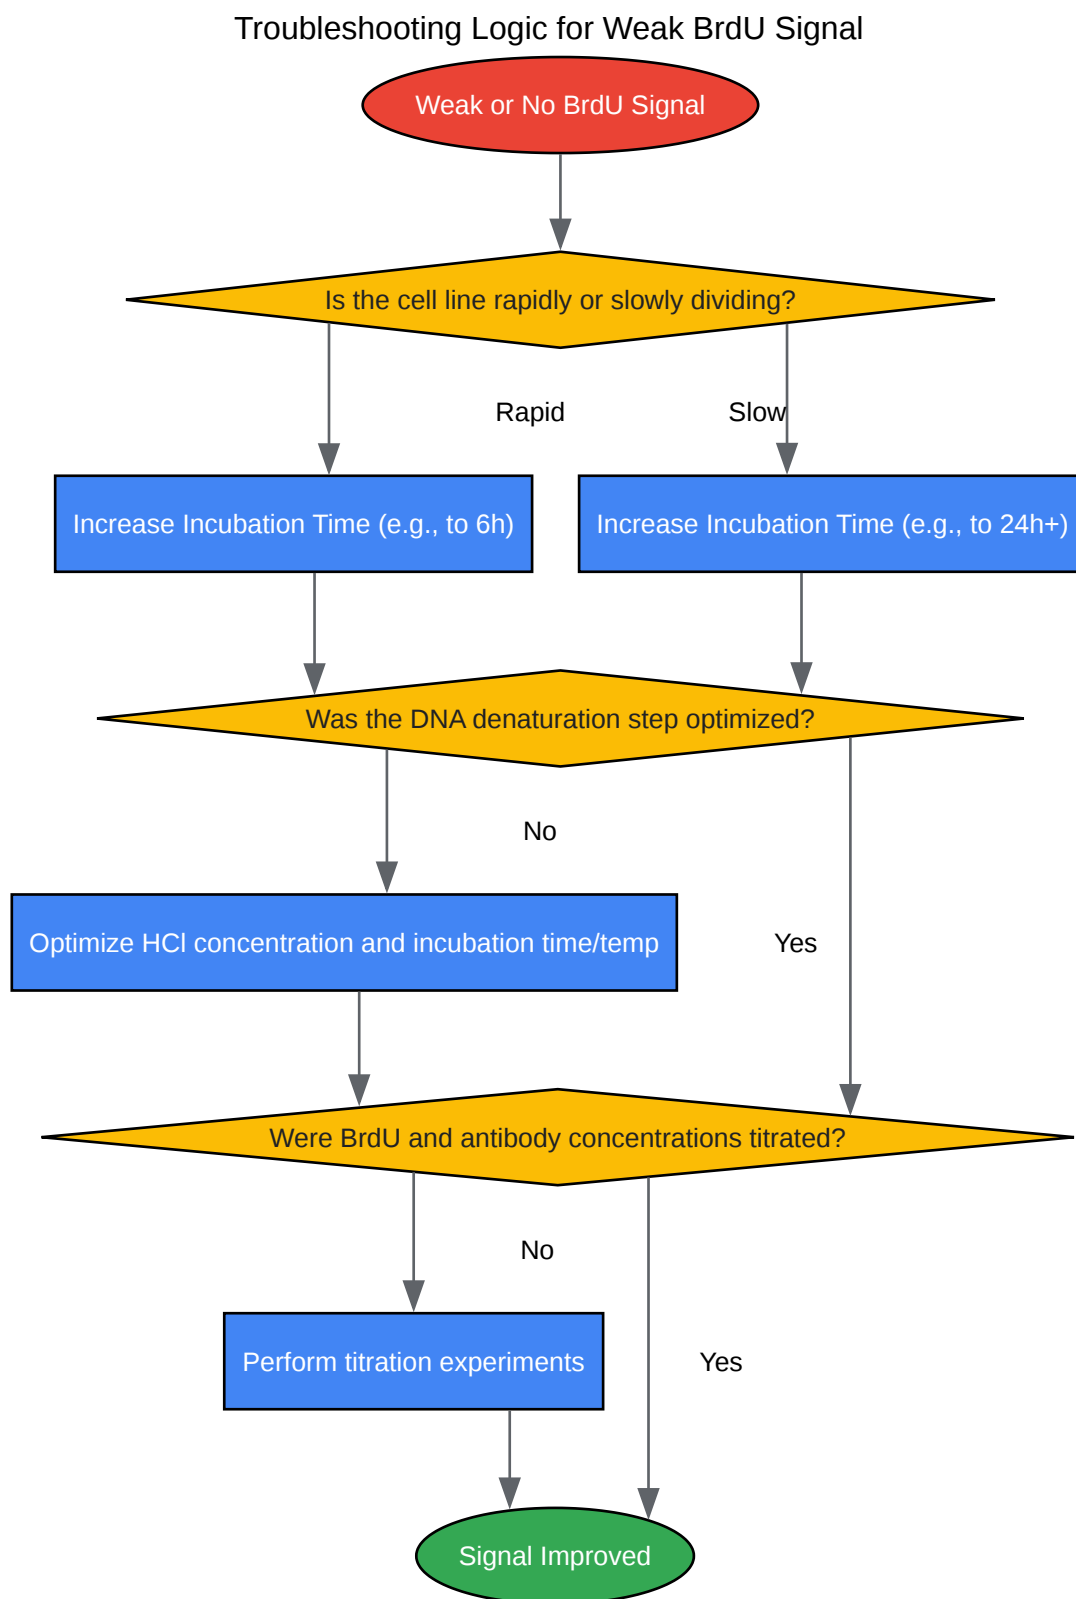 Troubleshooting Logic for Weak BrdU Signal
Weak or No BrdU Signal
Is the cell line rapidly or slowly dividing?
Rapid
Slow
Increase Incubation Time (e.g., to 6h)
Increase Incubation Time (e.g., to 24h+)
Was the DNA denaturation step optimized?
No
Optimize HCl concentration and incubation time/temp
Yes
Were BrdU and antibody concentrations titrated?
No
Perform titration experiments
Yes
Signal Improved